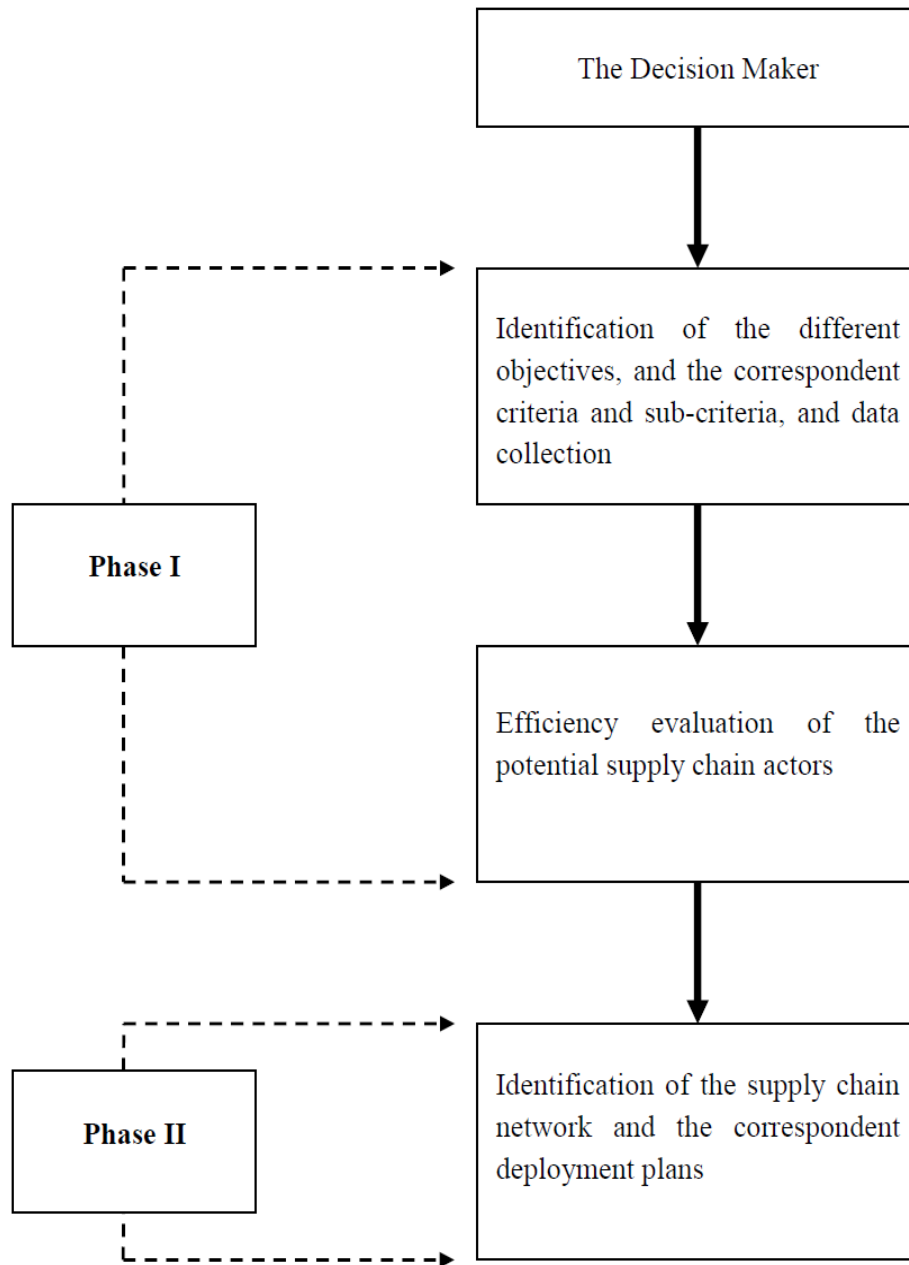 The Decision Maker
Identification of the different
objectives, and the correspondent
criteria and sub-criteria, and data
collection
Phase I
Efficiency evaluation of the
potential supply chain actors
Identification of the supply chain
network and the correspondent
deployment plans
Phase II